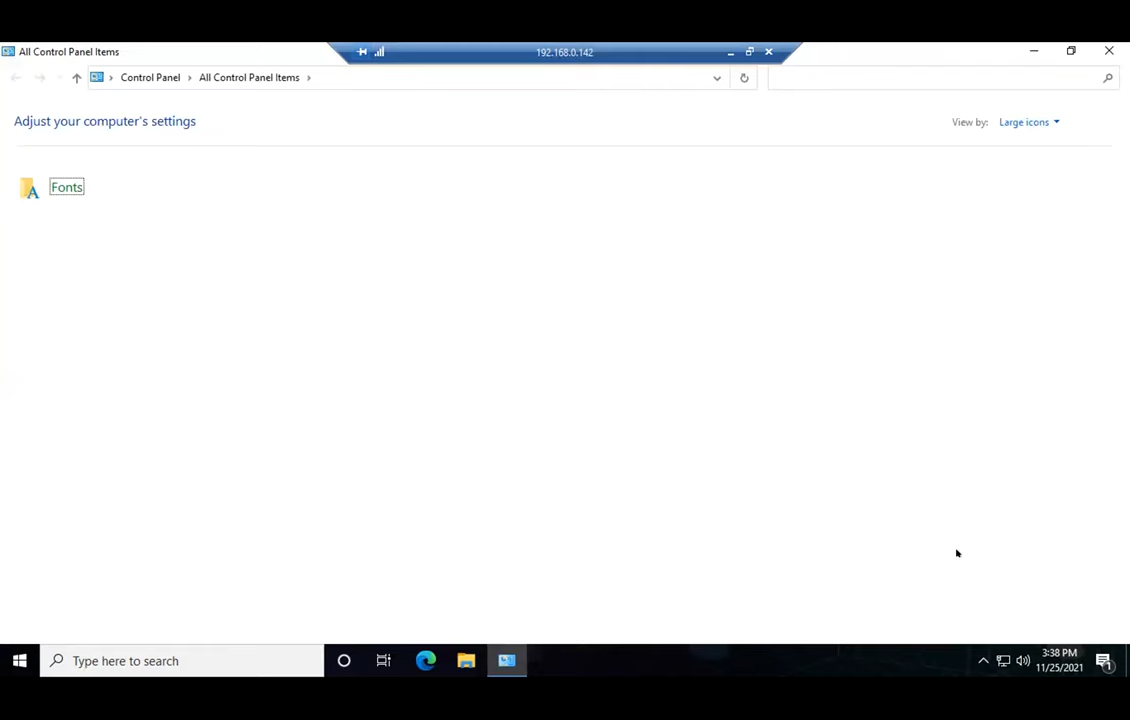 All Control Panel Items
192.168.0.142
Control Panel
All Control Panel Items
Adjust your computer's settings
View by: Large icons
A Fonts
Type here to search
3:38 PM
11/25/2021
1